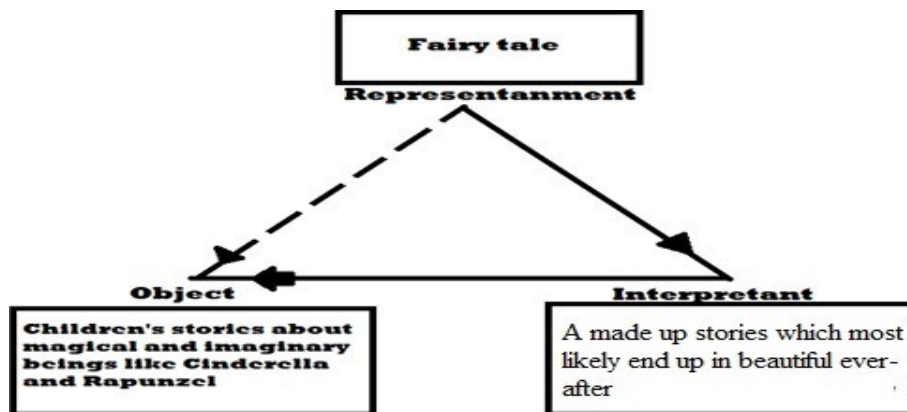 Fairy tale
Representanment
Object
Interpretant
Children's stories about
magical and imaginary
beings like Cinderella
and Rapunzel
A made up stories which most
likely end up in beautiful ever-
after